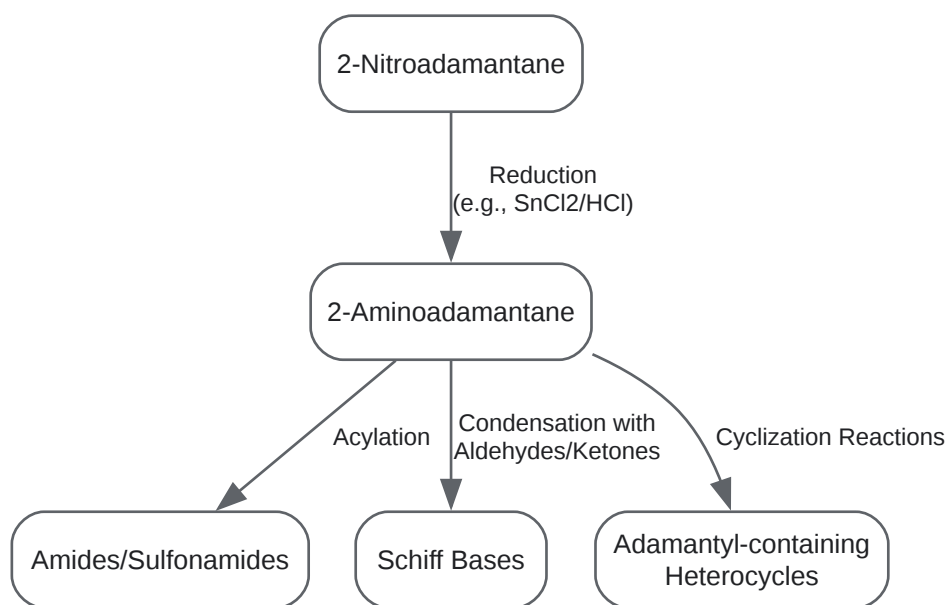 2-Nitroadamantane
Reduction
(e.g., SnCl2/HCl)
2-Aminoadamantane
Acylation
Condensation with
Aldehydes/Ketones
Cyclization Reactions
Amides/Sulfonamides
Schiff Bases
Adamantyl-containing
Heterocycles